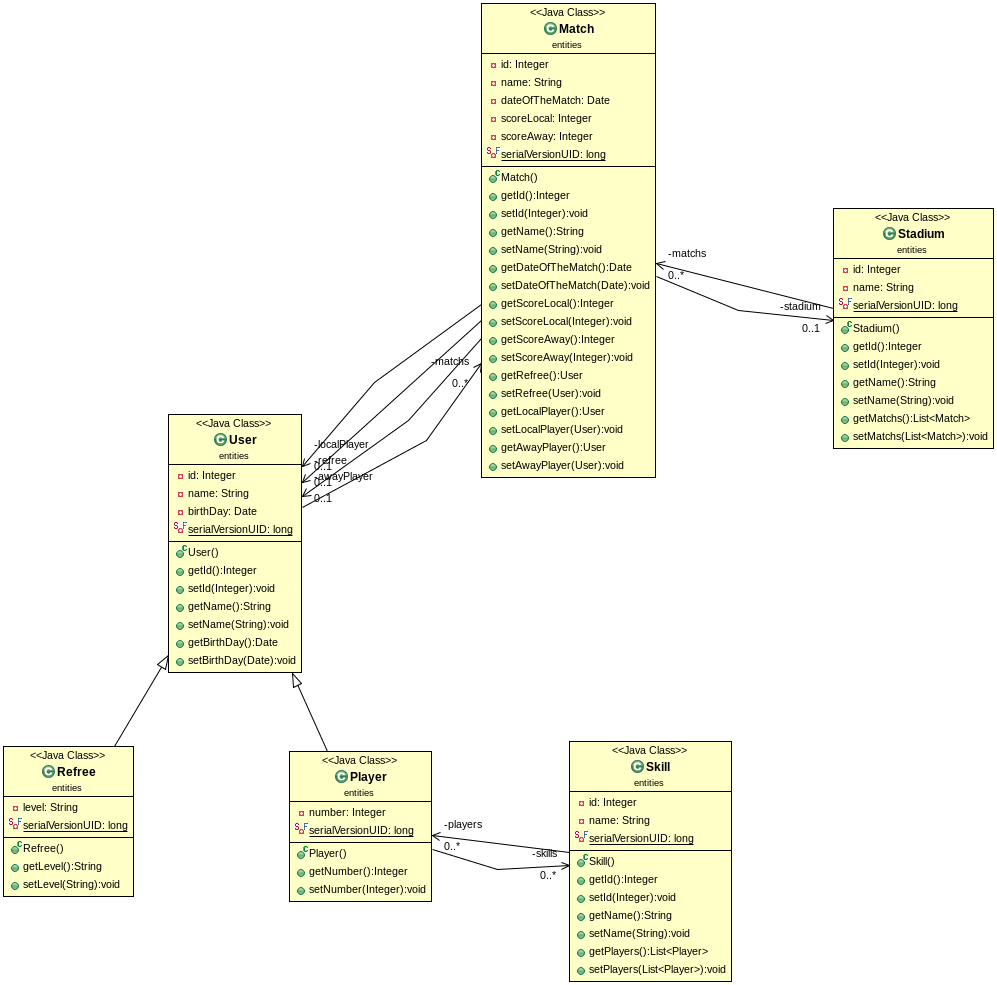 <<Java Class>>
Match
entities
id: Integer
name: String
dateOfTheMatch: Date
scoreLocal: Integer
scoreAway: Integer
serialVersionUID: long
Match()
getId():Integer
setId(Integer):void
getName():String
setName(String):void
getDateOfTheMatch():Date
setDateOfTheMatch(Date):void
getScoreLocal():Integer
setScoreLocal(Integer):void
getScoreAway():Integer
setScoreAway(Integer):void
getRefree():User
setRefree(User):void
getLocalPlayer():User
setLocalPlayer(User):void
getAwayPlayer():User
setAwayPlayer(User):void
-matchs
0..*
-stadium
0..1
<<Java Class>>
Stadium
entities
id: Integer
name: String
serialVersionUID: long
Stadium()
getId():Integer
setId(Integer):void
getName():String
setName(String):void
getMatchs():List<Match>
setMatchs(List<Match>):void
-matchs
0..*
-localPlayer
0..1
-refree
0..1
-awayPlayer
0..1
<<Java Class>>
User
entities
id: Integer
name: String
birthDay: Date
serialVersionUID: long
User()
getId():Integer
setId(Integer):void
getName():String
setName(String):void
getBirthDay():Date
setBirthDay(Date):void
<<Java Class>>
Refree
entities
level: String
serialVersionUID: long
Refree()
getLevel():String
setLevel(String):void
<<Java Class>>
Player
entities
number: Integer
serialVersionUID: long
Player()
getNumber():Integer
setNumber(Integer):void
-players
0..*
-skills
0..*
<<Java Class>>
Skill
entities
id: Integer
name: String
serialVersionUID: long
Skill()
getId():Integer
setId(Integer):void
getName():String
setName(String):void
getPlayers():List<Player>
setPlayers(List<Player>):void